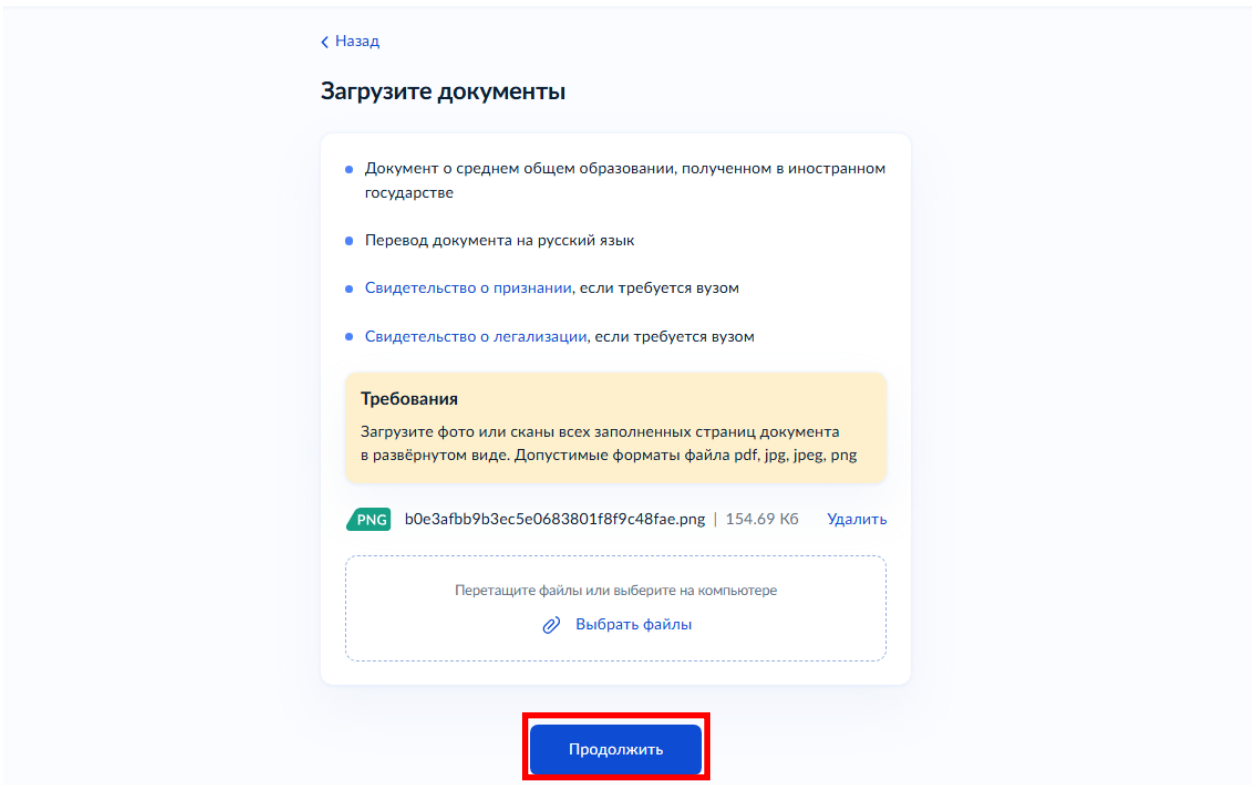 Назад
Загрузите документы
Документ о среднем общем образовании, полученном в иностранном
государстве
Перевод документа на русский язык
Свидетельство о признании, если требуется вузом
Свидетельство о легализации, если требуется вузом
Требования
Загрузите фото или сканы всех заполненных страниц документа
в развёрнутом виде. Допустимые форматы файла pdf, jpg, jpeg, png
PNG b0e3afbb9b3ec5e0683801f8f9c48fae.png | 154.69 Кб Удалить
Перетащите файлы или выберите на компьютере
Выбрать файлы
Продолжить